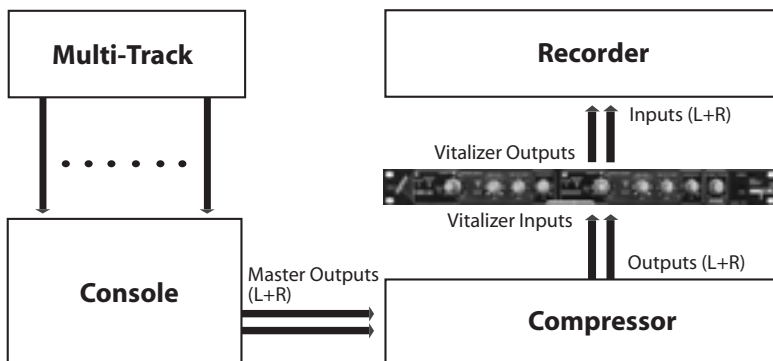 Multi-Track
Recorder
Inputs (L+R)
Vitalizer Outputs
Vitalizer Inputs
Outputs (L+R)
Master Outputs
(L+R)
Console
Compressor